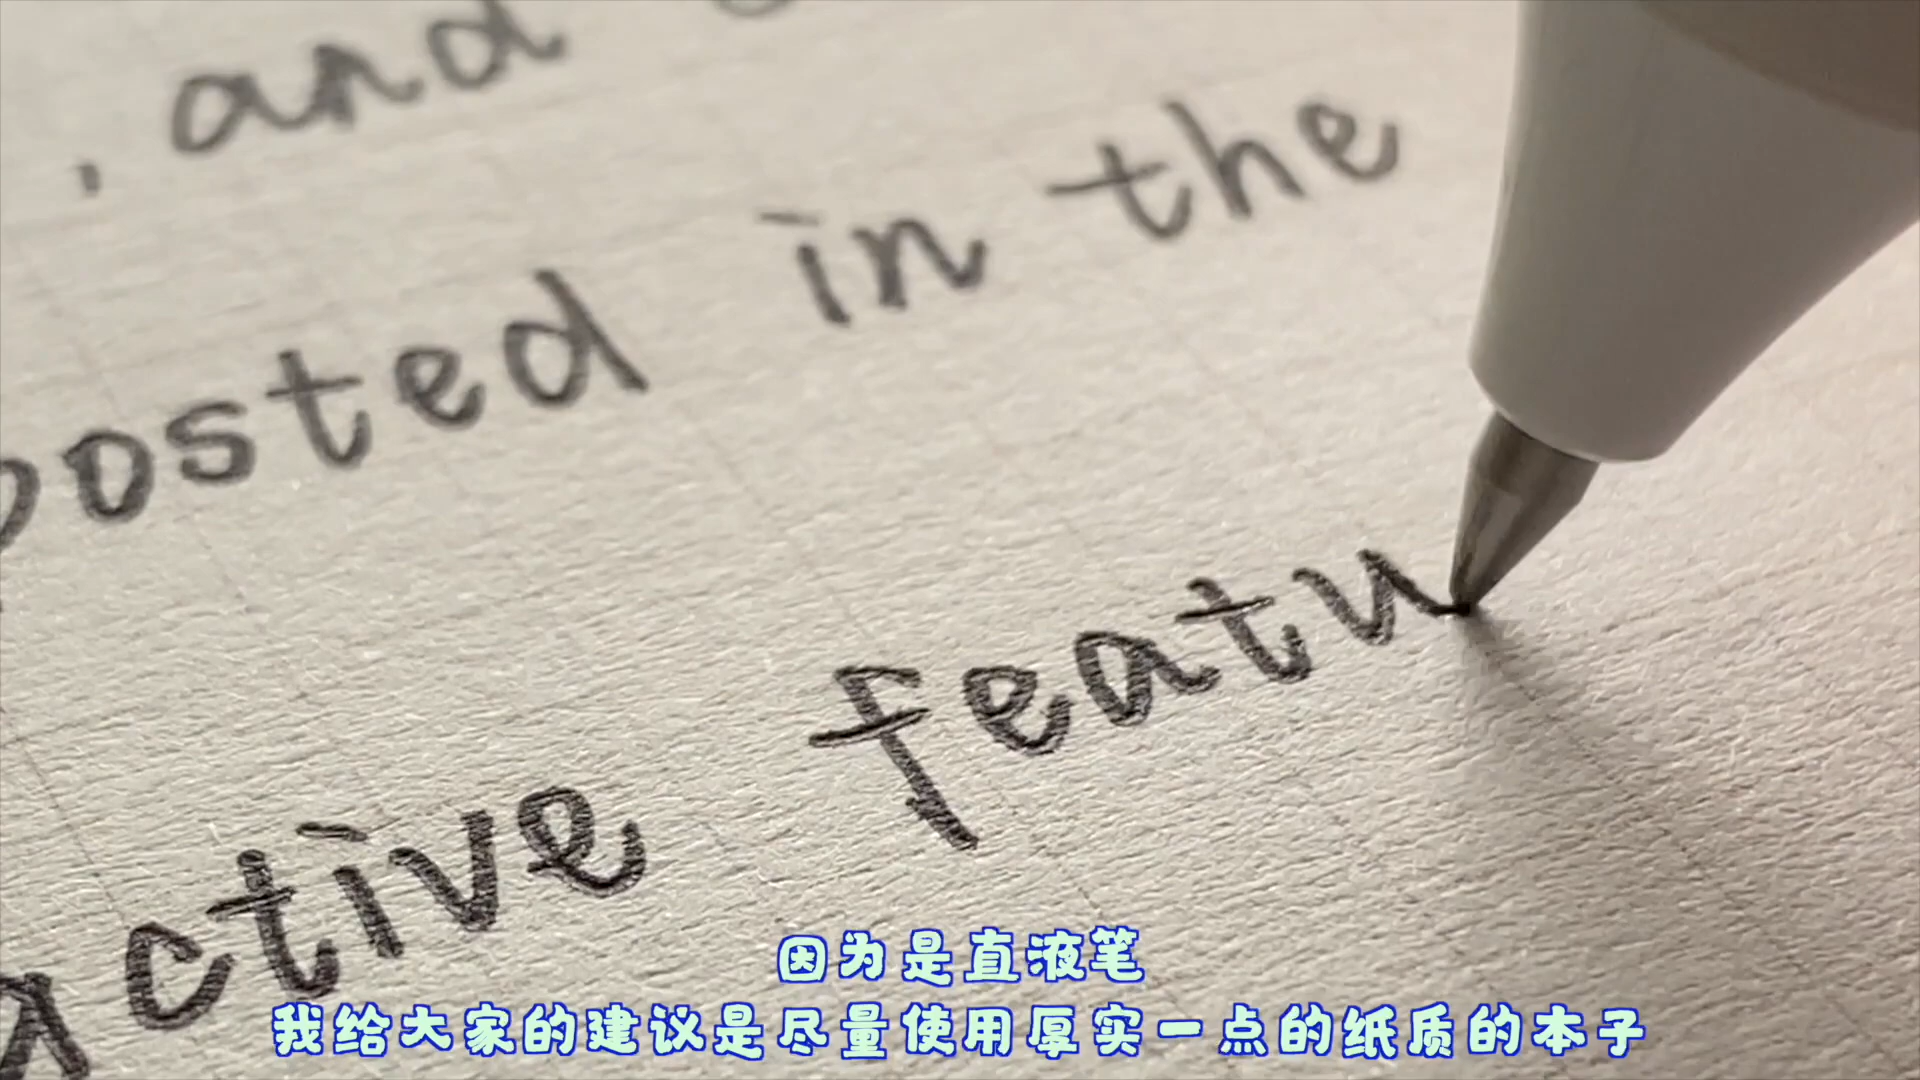 , and
posted in the
active featu
因为是直液笔
我给大家的建议是尽量使用厚实一点的纸质的本子